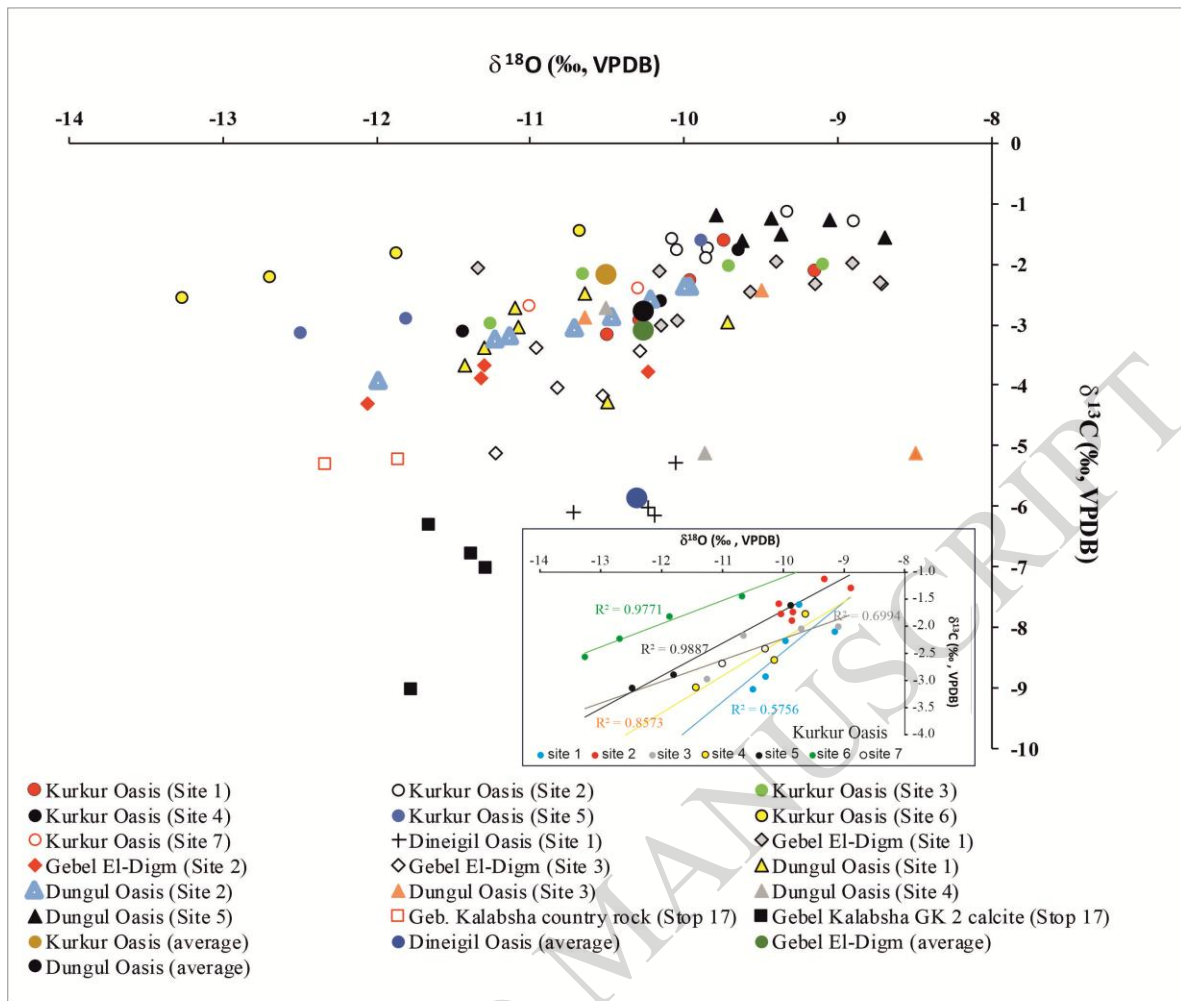 δ 18O (‰, VPDB)
-14 -13 -12 -11 -10 -9 -8
0
-1
-2
-3
-4
-5
-6
-7
-8
-9
-10
δ 13C (‰, VPDB)
δ18O (‰ , VPDB)
-14 -13 -12 -11 -10 -9 -8
-1.0
-1.5
-2.0
-2.5
-3.0
-3.5
-4.0
δ13C (‰, VPDB)
R² = 0.9771
R² = 0.6994
R² = 0.9887
R² = 0.8573
R² = 0.5756
Kurkur Oasis
site 1 site 2 site 3 site 4 site 5 site 6 site 7
Kurkur Oasis (Site 1) Kurkur Oasis (Site 2) Kurkur Oasis (Site 3)
Kurkur Oasis (Site 4) Kurkur Oasis (Site 5) Kurkur Oasis (Site 6)
Kurkur Oasis (Site 7) Dineigil Oasis (Site 1) Gebel El-Digm (Site 1)
Gebel El-Digm (Site 2) Gebel El-Digm (Site 3) Dungul Oasis (Site 1)
Dungul Oasis (Site 2) Dungul Oasis (Site 3) Dungul Oasis (Site 4)
Dungul Oasis (Site 5) Geb. Kalabsha country rock (Stop 17) Gebel Kalabsha GK 2 calcite (Stop 17)
Kurkur Oasis (average) Dineigil Oasis (average) Gebel El-Digm (average)
Dungul Oasis (average)
MANUSCRIPT